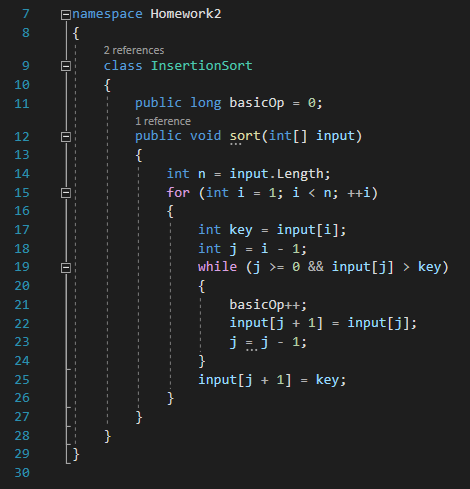 7 namespace Homework2
8 {
2 references
9 class InsertionSort
10 {
11 public long basicOp = 0;
1 reference
12 public void sort(int[] input)
13 {
14 int n = input.Length;
15 for (int i = 1; i < n; ++i)
16 {
17 int key = input[i];
18 int j = i - 1;
19 while (j >= 0 && input[j] > key)
20 {
21 basicOp++;
22 input[j + 1] = input[j];
23 j = j - 1;
24 }
25 input[j + 1] = key;
26 }
27 }
28 }
29 }
30